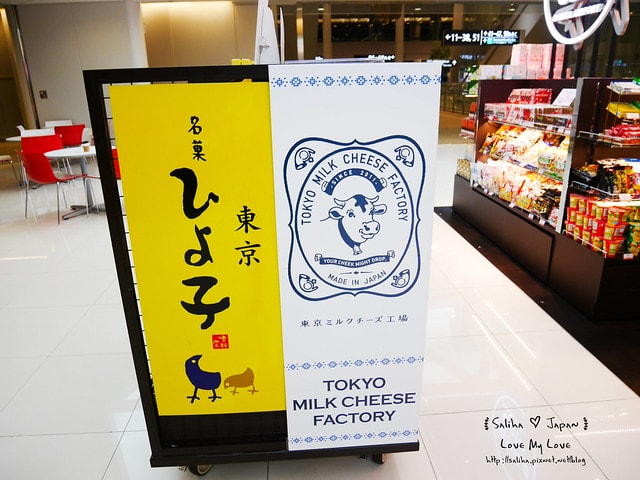 名菓
ひよ子
東京
TOKYO MILK CHEESE FACTORY
SINCE 2011
YOUR CHEEK MIGHT DROP.
MADE IN JAPAN
東京ミルクチーズ工場
TOKYO
MILK CHEESE
FACTORY
Saliha ♡ Japan
Love My Love
http://saliha.pixnet.net/blog